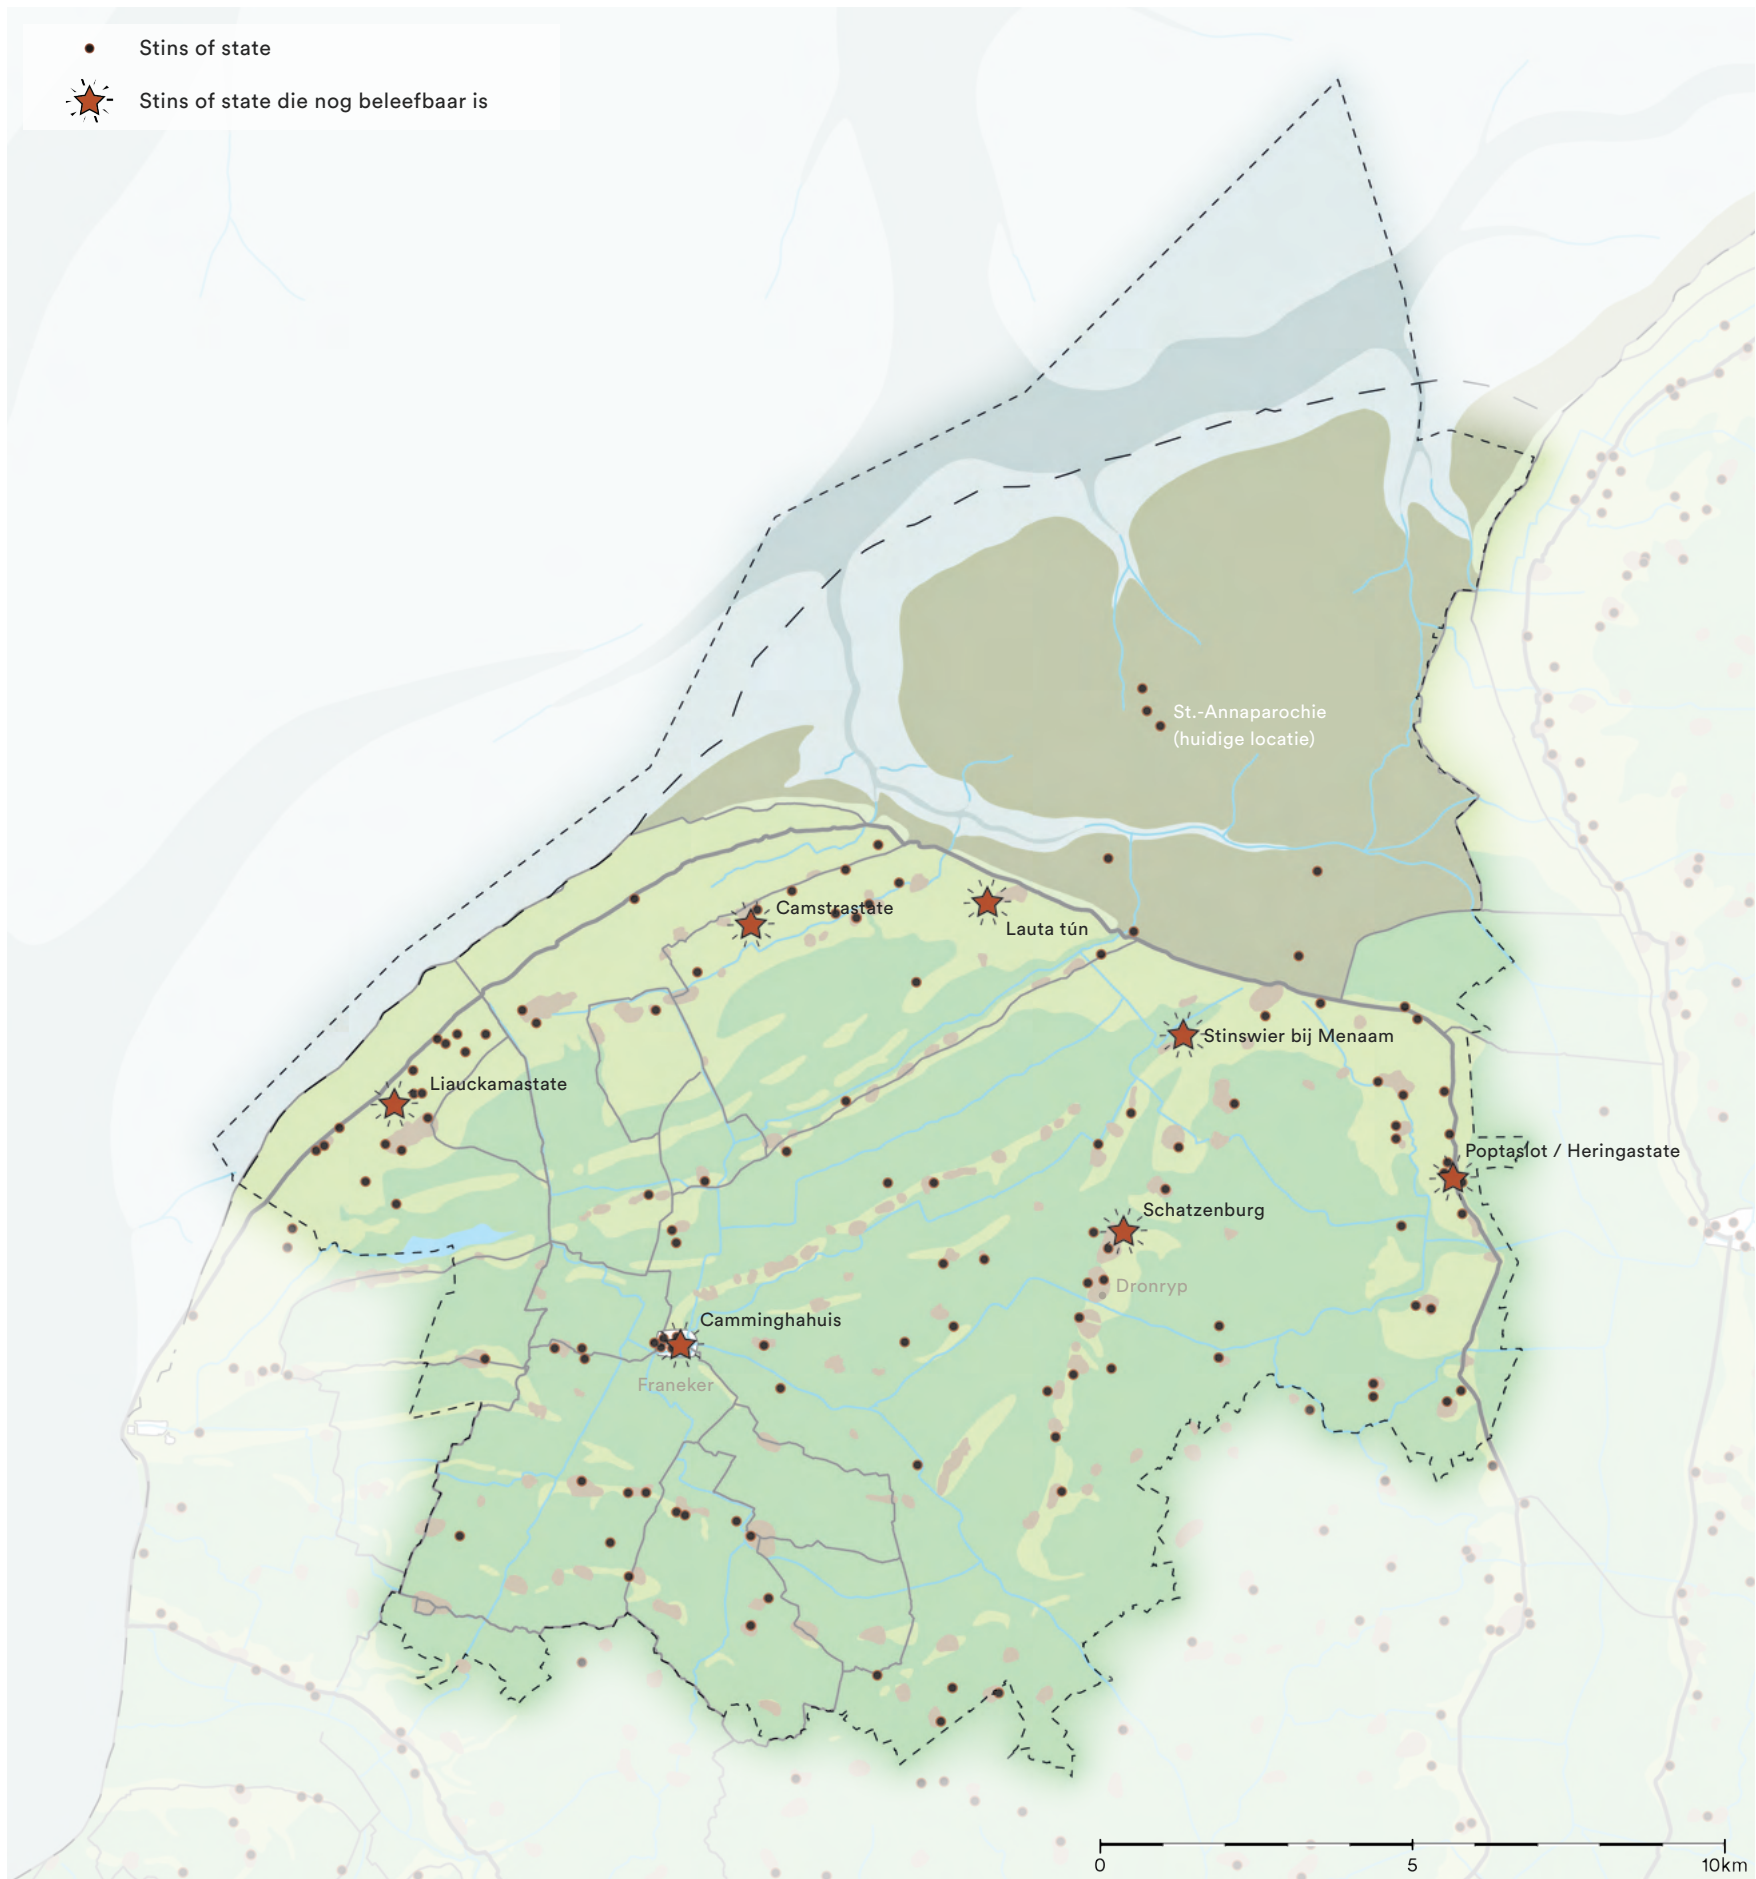 Stins of state
Stins of state die nog beleefbaar is
St.-Annaparochie
(huidige locatie)
Camstrastate
Lauta tún
Stinswier bij Menaam
Liauckamastate
Poptaslot / Heringastate
Schatzenburg
Dronryp
Camminghahuis
Franeker
0 5 10km